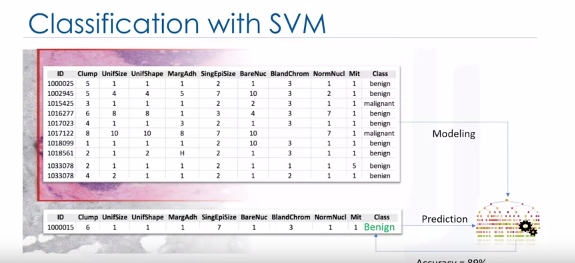 Classification with SVM
ID Clump UnifSize UnifShape MargAdh SingEpiSize BareNuc BlandChrom NormNucl Mit Class
1000025 5 1 1 1 2 1 3 1 1 benign
1002945 5 4 4 5 7 10 3 2 1 benign
1015425 3 1 1 1 2 2 3 1 1 malignant
1016277 6 8 8 1 3 4 3 7 1 benign
1017023 4 1 1 3 2 1 3 1 1 benign
1017122 8 10 10 8 7 10 7 1 malignant
1018099 1 1 1 1 2 10 3 1 1 benign
1018561 2 1 2 H 2 1 3 1 1 benign
1033078 2 1 1 1 2 1 1 1 5 benign
1033078 4 2 1 1 2 1 2 1 1 benign
Modeling
ID Clump UnifSize UnifShape MargAdh SingEpiSize BareNuc BlandChrom NormNucl Mit Class
1000015 6 1 1 1 7 1 3 1 1 Benign
Prediction
Accuracy = 89%